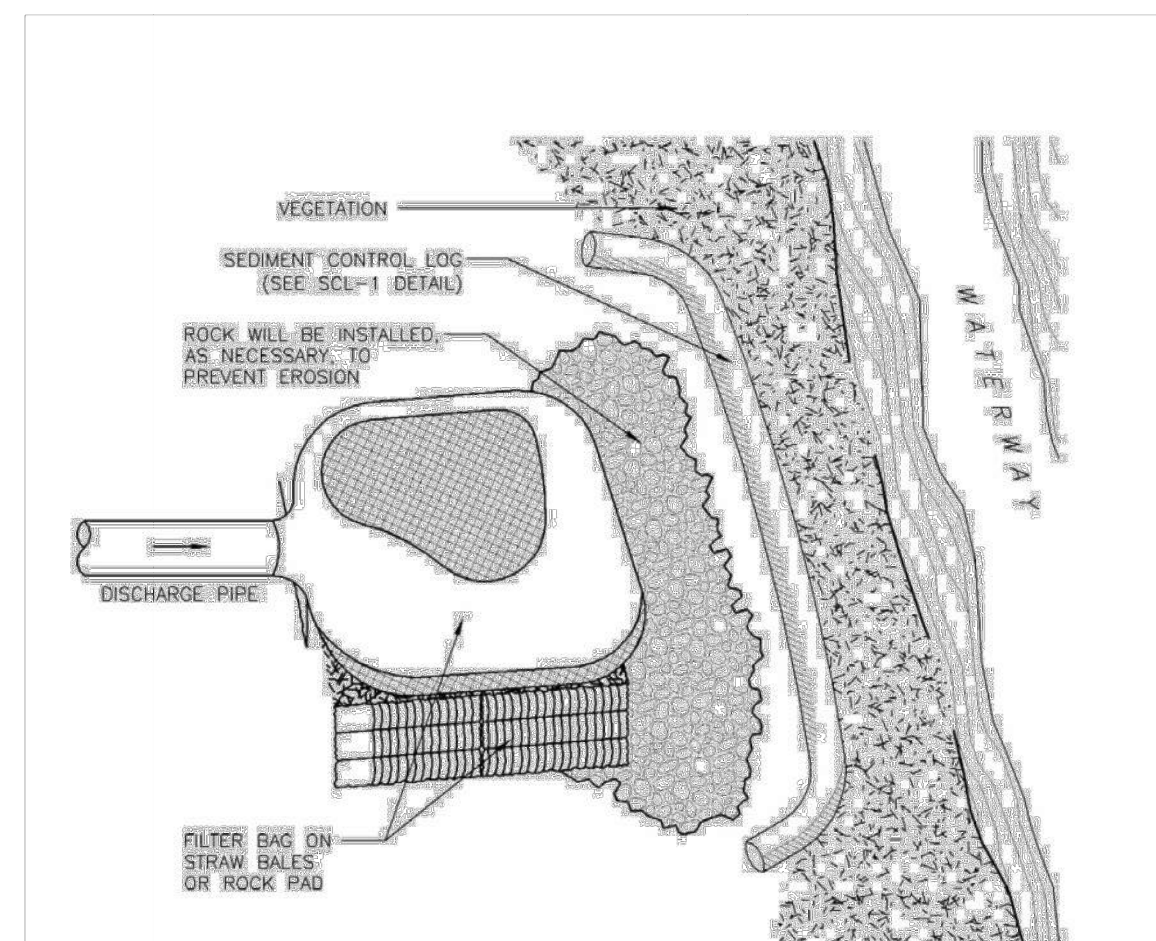 VEGETATION
SEDIMENT CONTROL LOG
(SEE SCL-1 DETAIL)
ROCK WILL BE INSTALLED,
AS NECESSARY, TO
PREVENT EROSION
WATERWAY
DISCHARGE PIPE
FILTER BAG ON
STRAW BALES
OR ROCK PAD